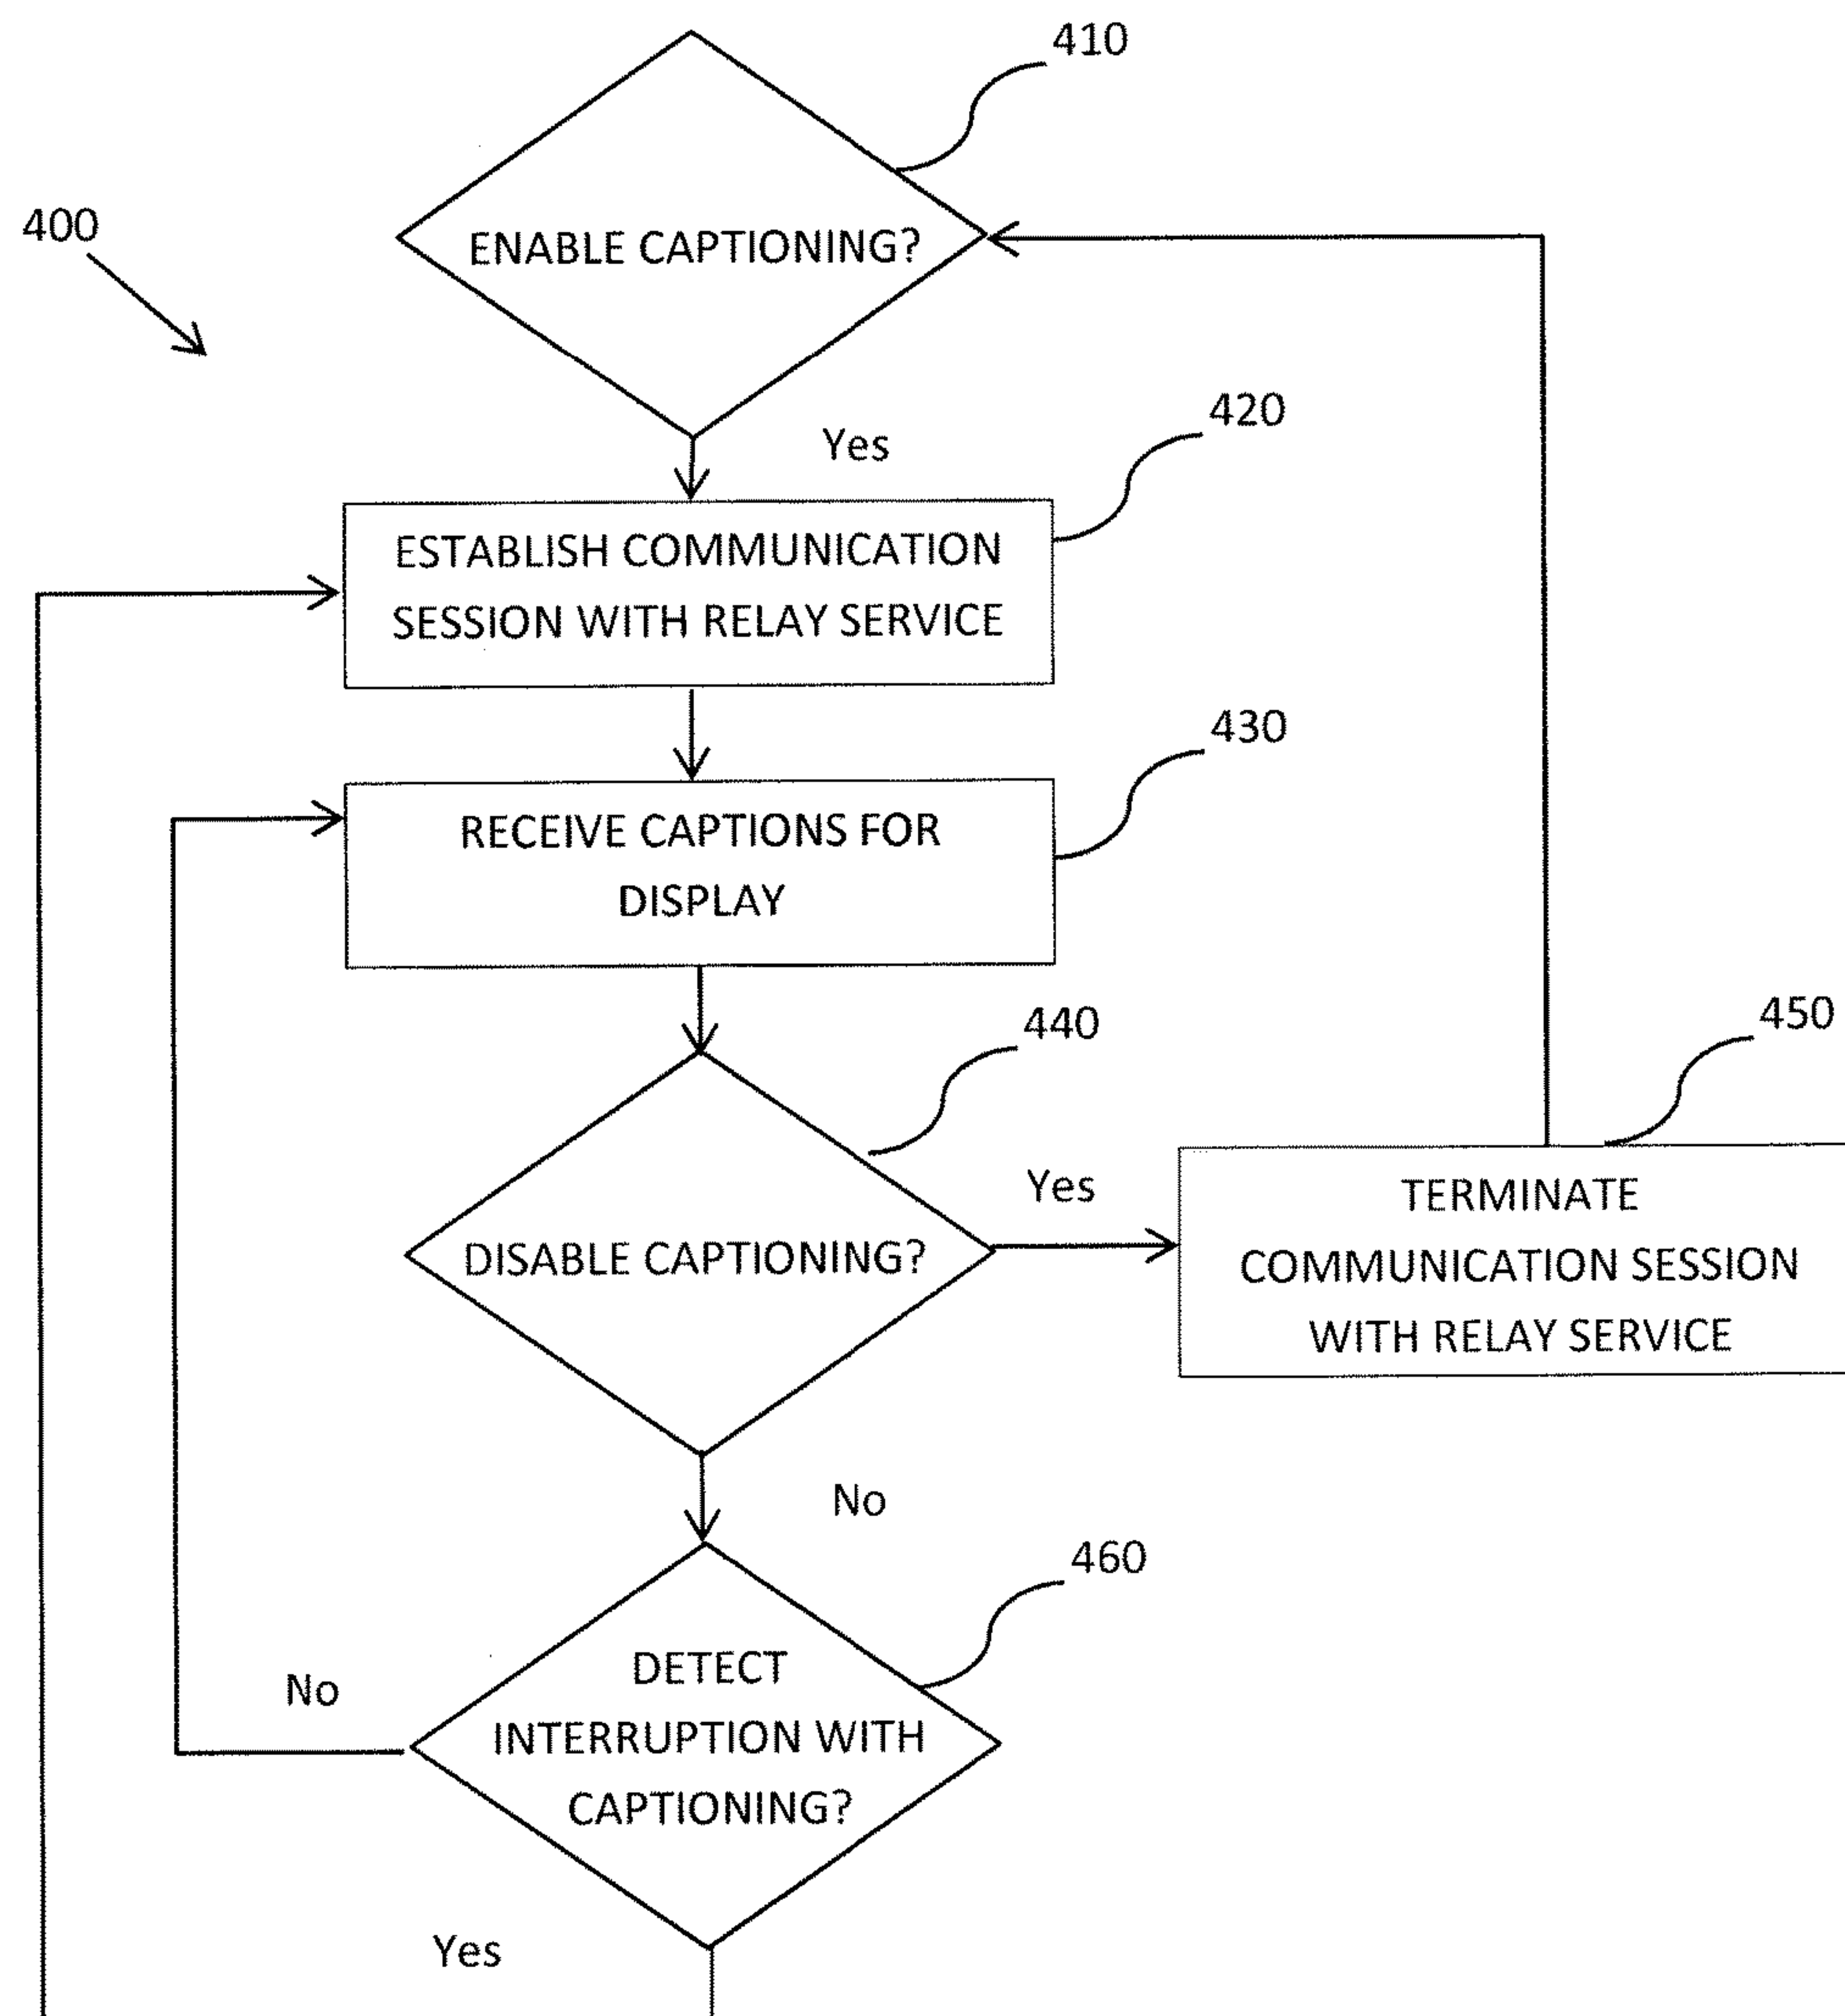 410
400
ENABLE CAPTIONING?
420
Yes
ESTABLISH COMMUNICATION
SESSION WITH RELAY SERVICE
430
RECEIVE CAPTIONS FOR
DISPLAY
440
450
Yes
TERMINATE
COMMUNICATION SESSION
WITH RELAY SERVICE
DISABLE CAPTIONING?
No
460
DETECT
INTERRUPTION WITH
CAPTIONING?
No
Yes